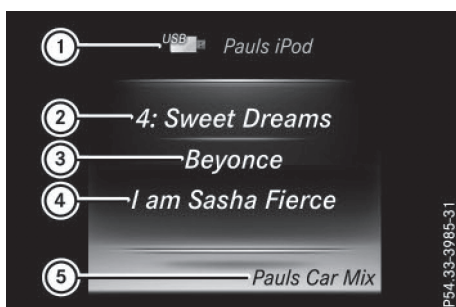 1 USB Pauls iPod
2 4: Sweet Dreams
3 Beyonce
4 I am Sasha Fierce
5 Pauls Car Mix
P54.33-3985-31